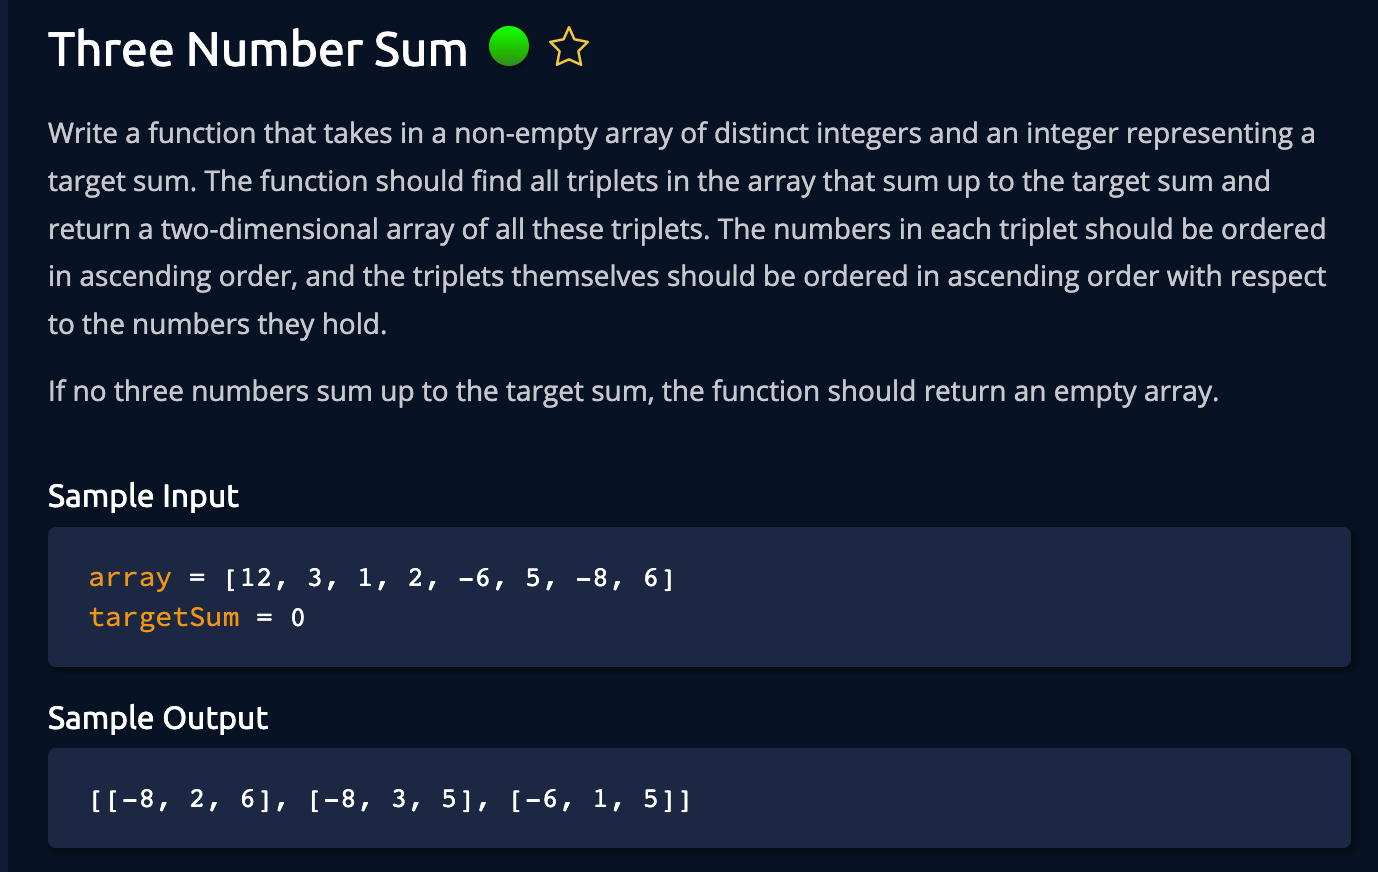 Three Number Sum
Write a function that takes in a non-empty array of distinct integers and an integer representing a
target sum. The function should find all triplets in the array that sum up to the target sum and
return a two-dimensional array of all these triplets. The numbers in each triplet should be ordered
in ascending order, and the triplets themselves should be ordered in ascending order with respect
to the numbers they hold.
If no three numbers sum up to the target sum, the function should return an empty array.
Sample Input
array = [12, 3, 1, 2, -6, 5, -8, 6]
targetSum = 0
Sample Output
[[-8, 2, 6], [-8, 3, 5], [-6, 1, 5]]